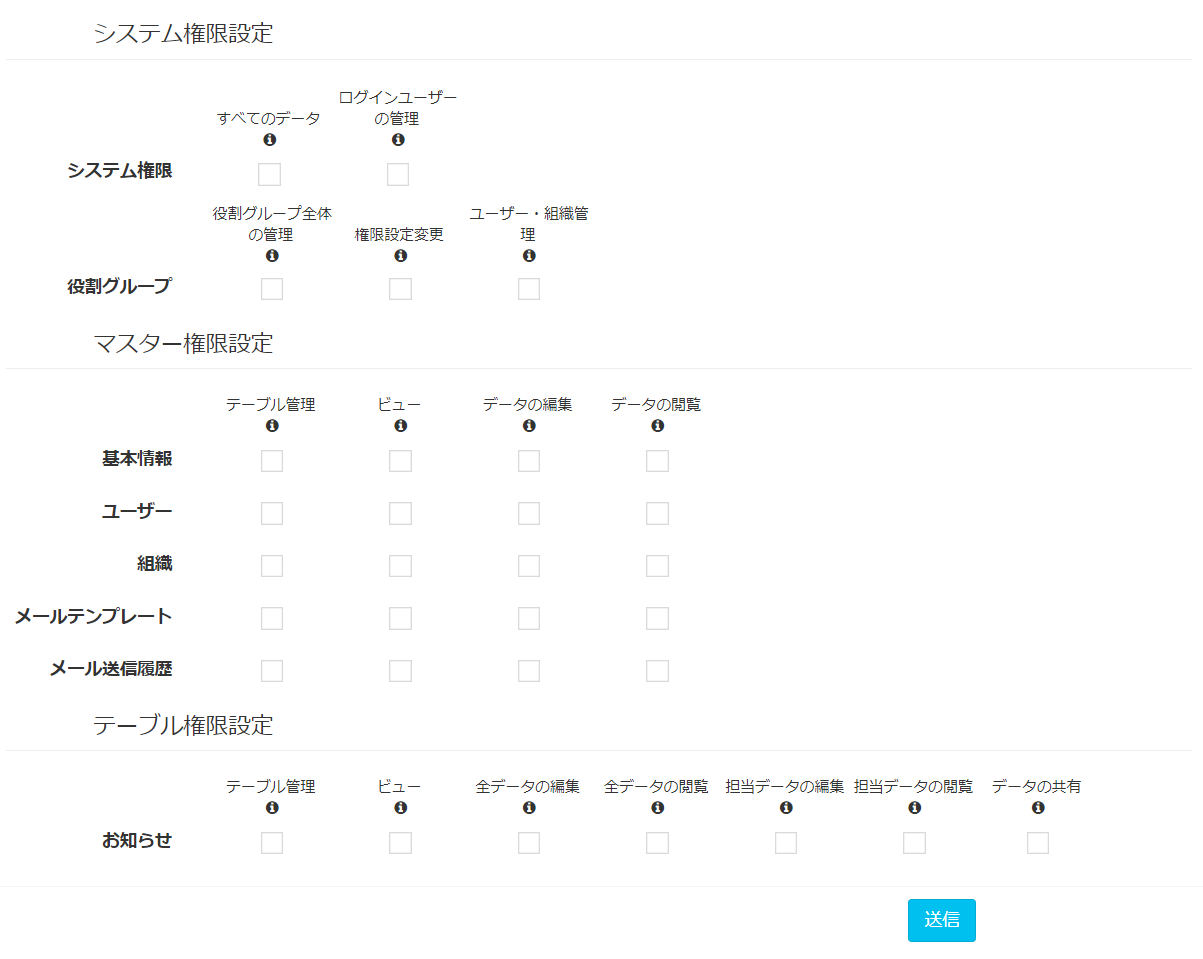 システム権限設定
ログインユーザー
すべてのデータ の管理
システム権限
役割グループ全体 ユーザー・組織管
の管理 権限設定変更 理
役割グループ
マスター権限設定
テーブル管理 ビュー データの編集 データの閲覧
基本情報
ユーザー
組織
メールテンプレート
メール送信履歴
テーブル権限設定
テーブル管理 ビュー 全データの編集 全データの閲覧 担当データの編集 担当データの閲覧 データの共有
お知らせ
送信